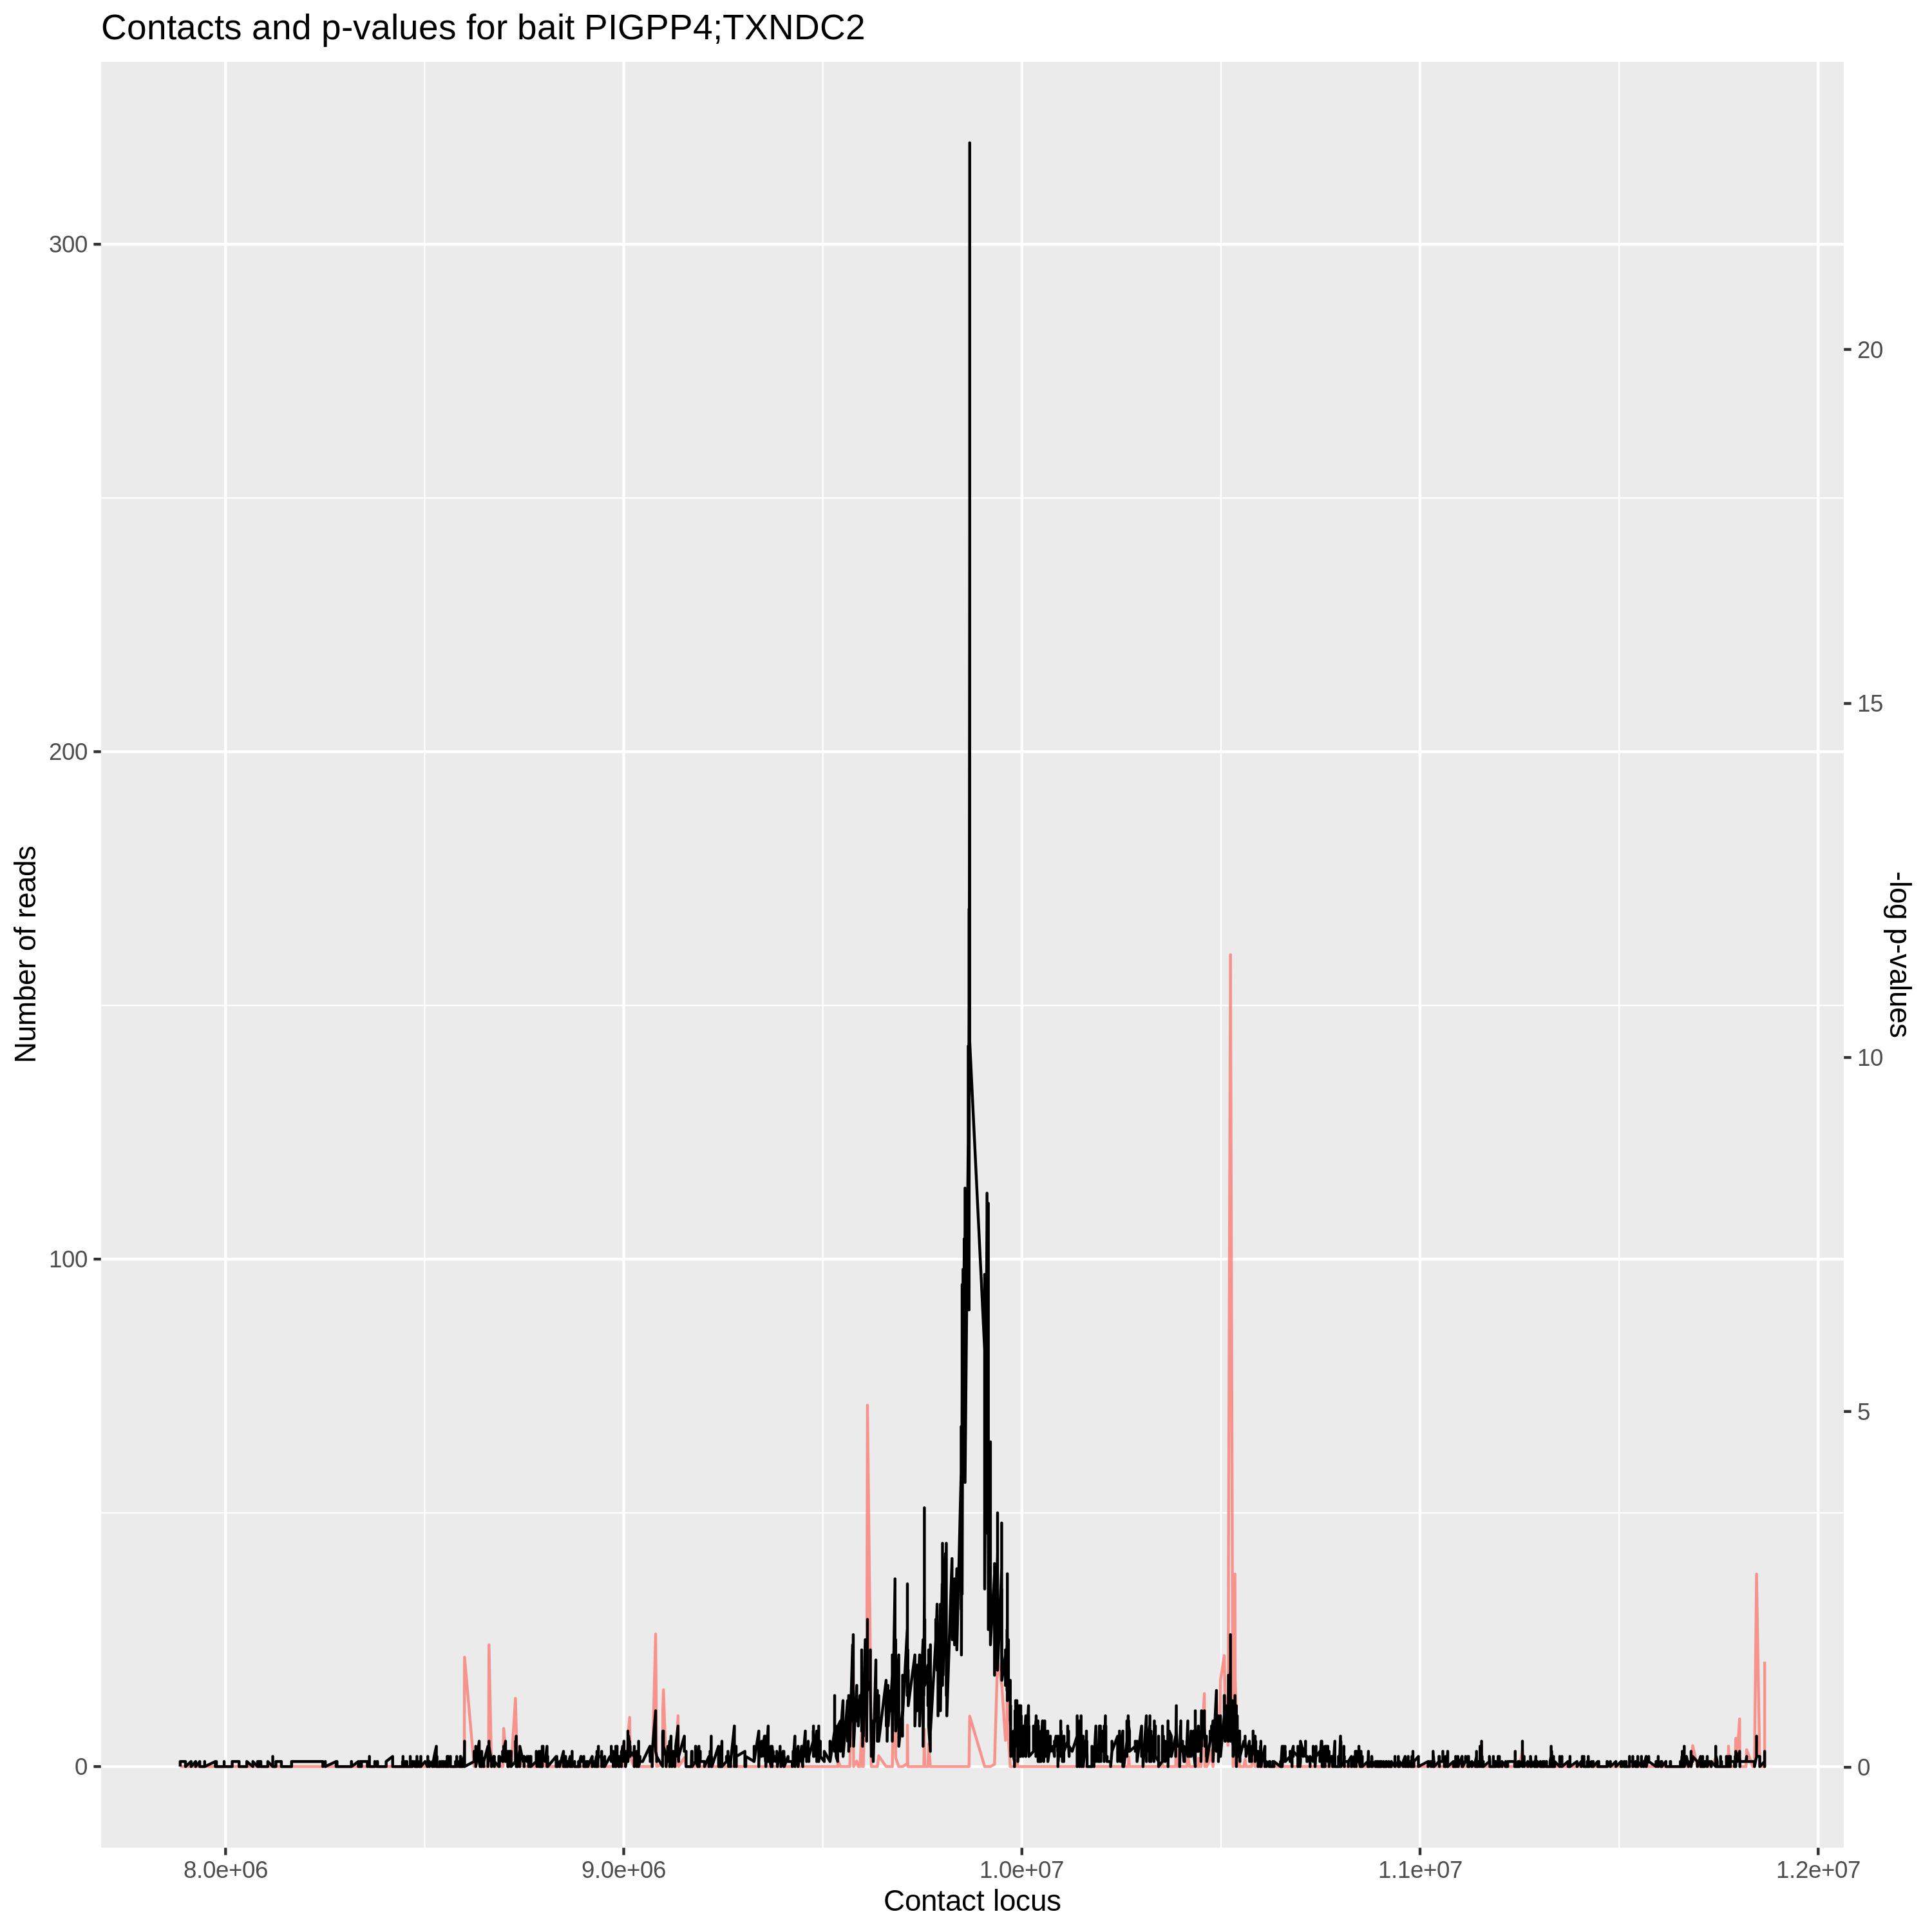 Contacts and p-values for bait PIGPP4;TXNDC2
300
200
100
0
Number of reads
20
15
10
5
0
-log p-values
8.0e+06
9.0e+06
1.0e+07
1.1e+07
1.2e+07
Contact locus